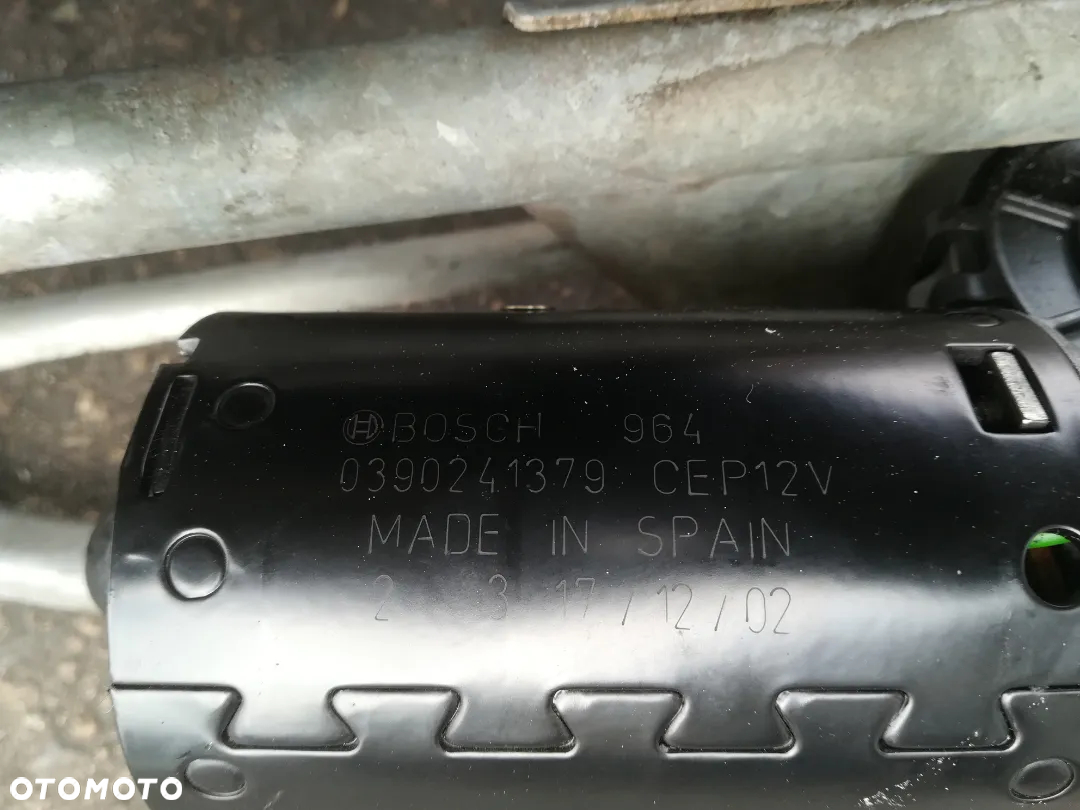 BOSCH 964
0390241379 CEP12V
MADE IN SPAIN
2 3 17/12/02
OTOMOTO